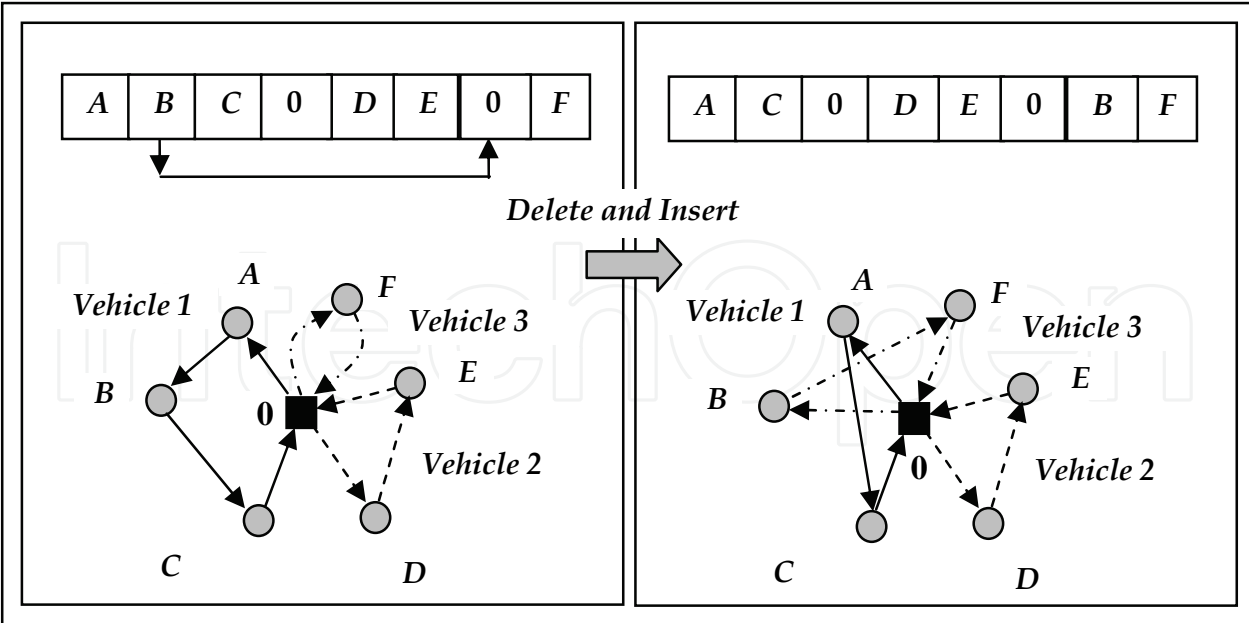 A B C 0 D E 0 F
A C 0 D E 0 B F
Delete and Insert
A
F
Vehicle 1
Vehicle 3
B
E
0
Vehicle 2
C
D
A
F
Vehicle 1
Vehicle 3
B
E
0
Vehicle 2
C
D
IntechOpen